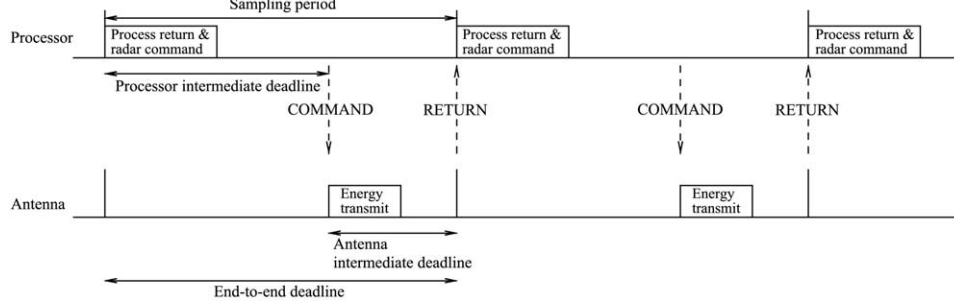 Sampling period
Processor
Process return &
radar command
Process return &
radar command
Process return &
radar command
Processor intermediate deadline
COMMAND
RETURN
COMMAND
RETURN
Antenna
Energy
transmit
Energy
transmit
Antenna
intermediate deadline
End-to-end deadline